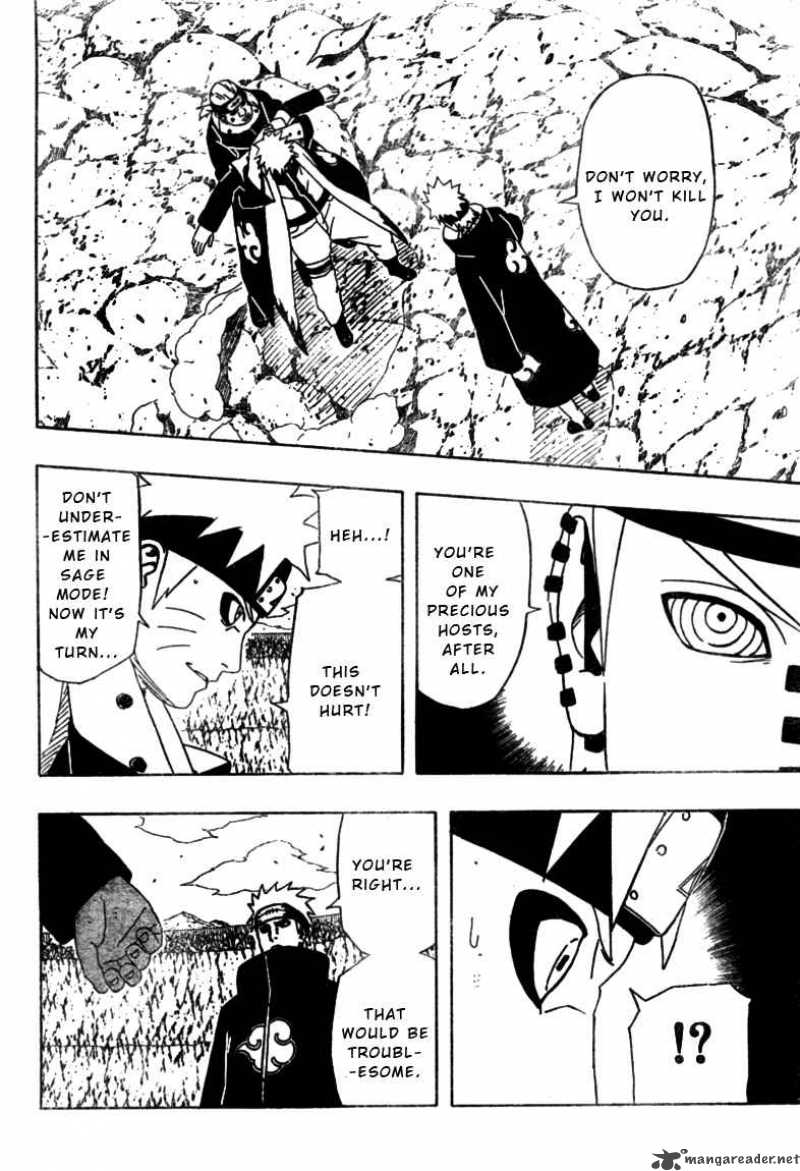 DON'T WORRY,
I WON'T KILL
YOU.
YOU'RE
ONE
OF MY
PRECIOUS
HOSTS,
AFTER
ALL.
HEH...!
THIS
DOESN'T
HURT!
DON'T
UNDER-
-ESTIMATE
ME IN
SAGE
MODE!
NOW IT'S
MY
TURN...
!?
YOU'RE
RIGHT...
THAT
WOULD BE
TROUBL-
-ESOME.
mangareader.net